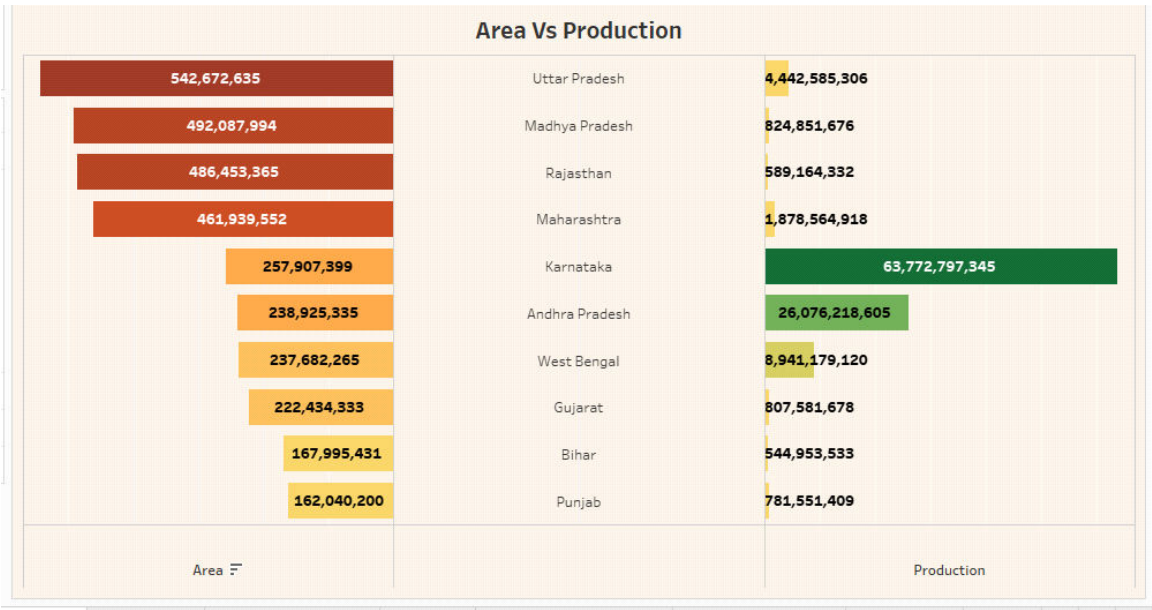 Area Vs Production
542,672,635 Uttar Pradesh 4,442,585,306
492,087,994 Madhya Pradesh 824,851,676
486,453,365 Rajasthan 589,164,332
461,939,552 Maharashtra 1,878,564,918
257,907,399 Karnataka 63,772,797,345
238,925,335 Andhra Pradesh 26,076,218,605
237,682,265 West Bengal 8,941,179,120
222,434,333 Gujarat 807,581,678
167,995,431 Bihar 544,953,533
162,040,200 Punjab 781,551,409
Area Production